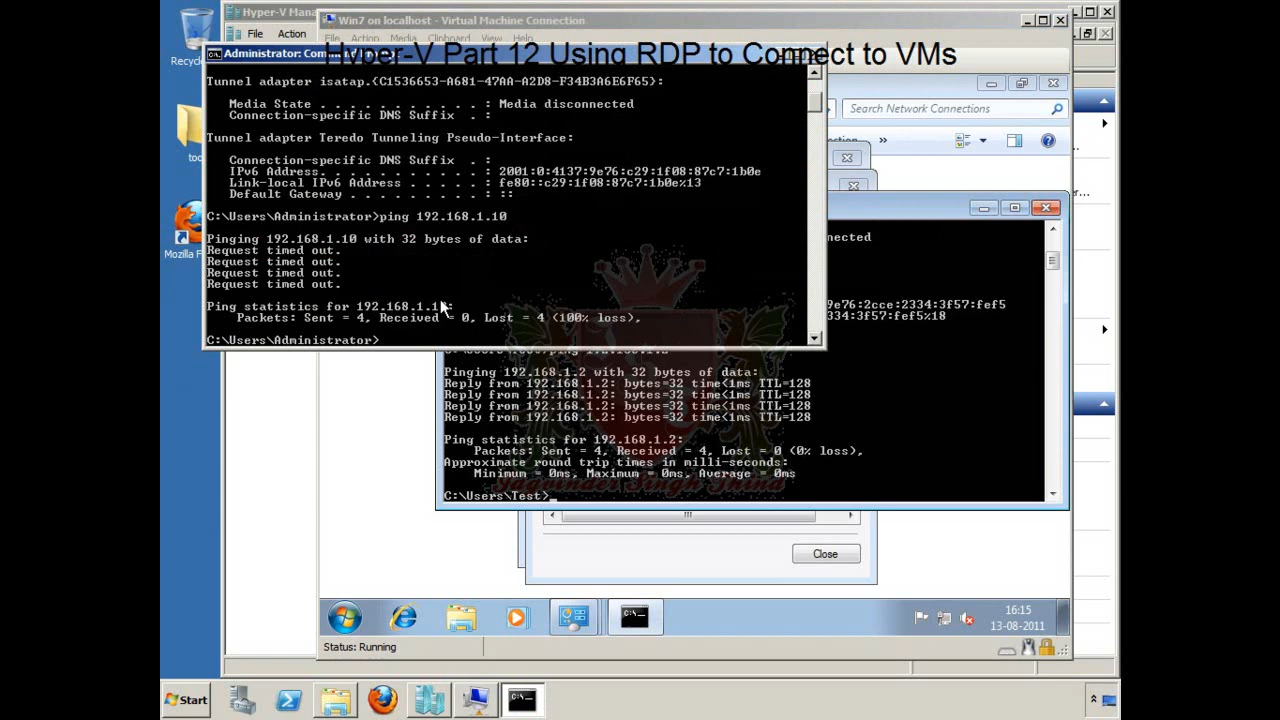 Hyper-V Mana
Win7 on localhost - Virtual Machine Connection
File Action
File Action Media Clipboard View Help
Hyper-V Part 12 Using RDP to Connect to VMs
Administrator: Command
Recyc
Search Network Connections
Tunnel adapter isatap.{C1536653-A681-47AA-A2D8-F34B3A6E6F65}:
Media State . . . . . . . . . . . : Media disconnected
Connection-specific DNS Suffix . :
Tunnel adapter Teredo Tunneling Pseudo-Interface:
Connection-specific DNS Suffix . :
IPv6 Address. . . . . . . . . . . : 2001:0:4137:9e76:c29:1f08:87c7:1b0e
Link-local IPv6 Address . . . . . : fe80::c29:1f08:87c7:1b0e%13
Default Gateway . . . . . . . . . : ::
C:\Users\Administrator>ping 192.168.1.10
Pinging 192.168.1.10 with 32 bytes of data:
Request timed out.
Request timed out.
Request timed out.
Request timed out.
Ping statistics for 192.168.1.10:
Packets: Sent = 4, Received = 0, Lost = 4 (100% loss),
C:\Users\Administrator>
too
Mozilla F
nected
9e76:2cce:2334:3f57:fef5
334:3f57:fef5%18
Pinging 192.168.1.2 with 32 bytes of data:
Reply from 192.168.1.2: bytes=32 time<1ms TTL=128
Reply from 192.168.1.2: bytes=32 time<1ms TTL=128
Reply from 192.168.1.2: bytes=32 time<1ms TTL=128
Reply from 192.168.1.2: bytes=32 time<1ms TTL=128
Ping statistics for 192.168.1.2:
Packets: Sent = 4, Received = 4, Lost = 0 (0% loss),
Approximate round trip times in milli-seconds:
Minimum = 0ms, Maximum = 0ms, Average = 0ms
C:\Users\Test>_
Close
16:15
13-08-2011
Status: Running
Start